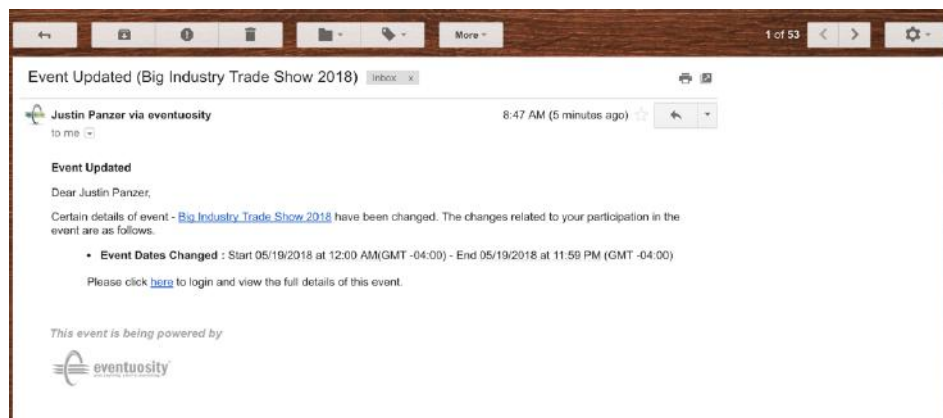 More
1 of 53
Event Updated (Big Industry Trade Show 2018) Inbox x
Justin Panzer via eventuosity
8:47 AM (5 minutes ago)
to me
Event Updated
Dear Justin Panzer,
Certain details of event - Big Industry Trade Show 2018 have been changed. The changes related to your participation in the
event are as follows.
• Event Dates Changed : Start 05/19/2018 at 12:00 AM(GMT -04:00) - End 05/19/2018 at 11:59 PM (GMT -04:00)
Please click here to login and view the full details of this event.
This event is being powered by
eventuosity